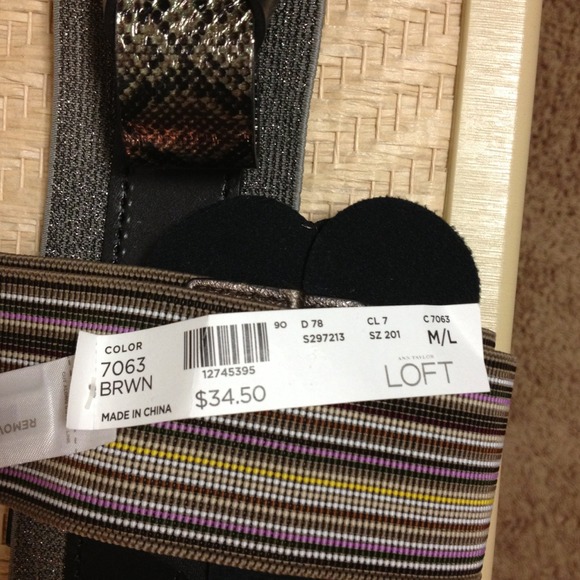 COLOR
7063
BRWN
MADE IN CHINA
12745395
$34.50
90 D 78 CL 7 C 7063
S297213 SZ 201 M/L
ANN TAYLOR
LOFT
REMOV